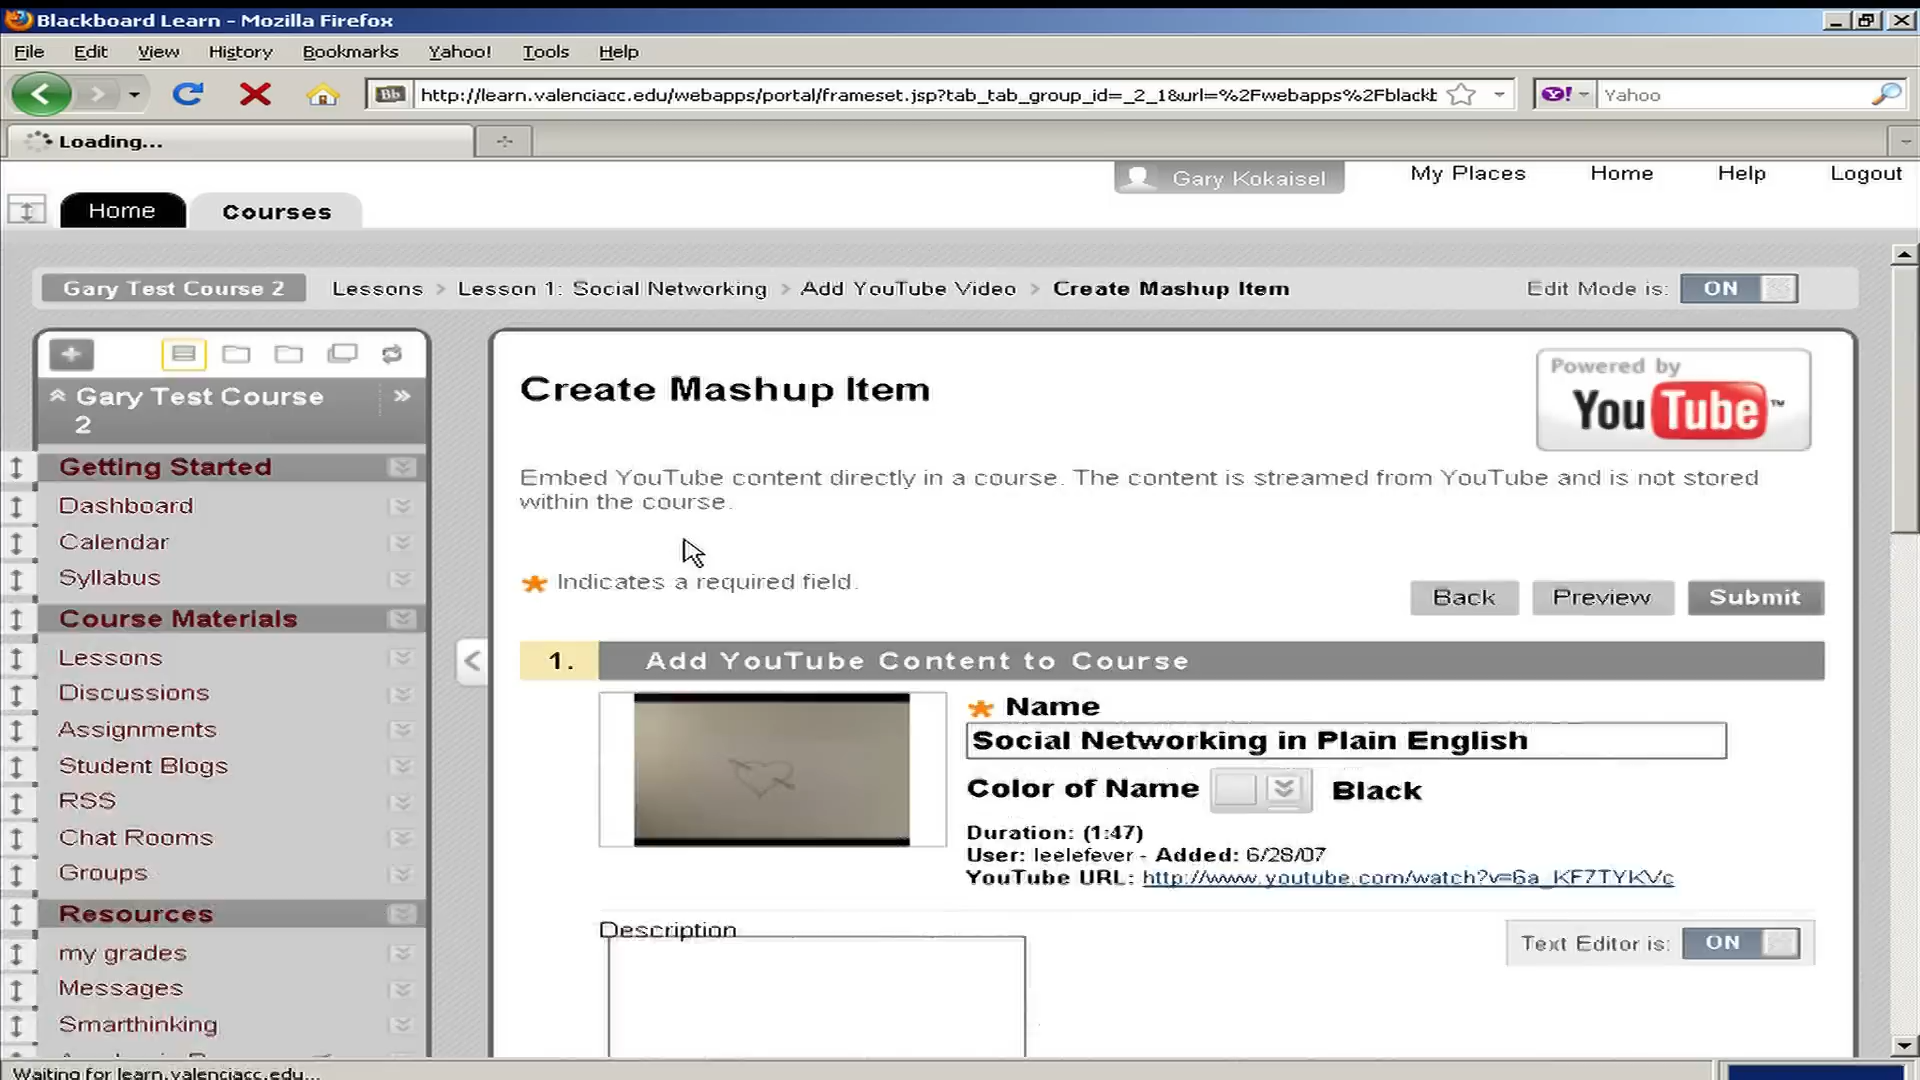 Blackboard Learn - Mozilla Firefox
File Edit View History Bookmarks Yahoo! Tools Help
Bb http://learn.valenciacc.edu/webapps/portal/frameset.jsp?tab_tab_group_id=_2_1&url=%2Fwebapps%2Fblackb Y! Yahoo
Loading...
Gary Kokaisel My Places Home Help Logout
Home Courses
Gary Test Course 2 Lessons > Lesson 1: Social Networking > Add YouTube Video > Create Mashup Item Edit Mode is: ON
Gary Test Course
2
Getting Started
Dashboard
Calendar
Syllabus
Course Materials
Lessons
Discussions
Assignments
Student Blogs
RSS
Chat Rooms
Groups
Resources
my grades
Messages
Smarthinking
Create Mashup Item
Powered by
YouTube™
Embed YouTube content directly in a course. The content is streamed from YouTube and is not stored
within the course.
Indicates a required field.
Back Preview Submit
1. Add YouTube Content to Course
Name
Social Networking in Plain English
Color of Name Black
Duration: (1:47)
User: leelefever - Added: 6/28/07
YouTube URL: http://www.youtube.com/watch?v=6a_KF7TYKVc
Description
Text Editor is: ON
Waiting for learn.valenciacc.edu...